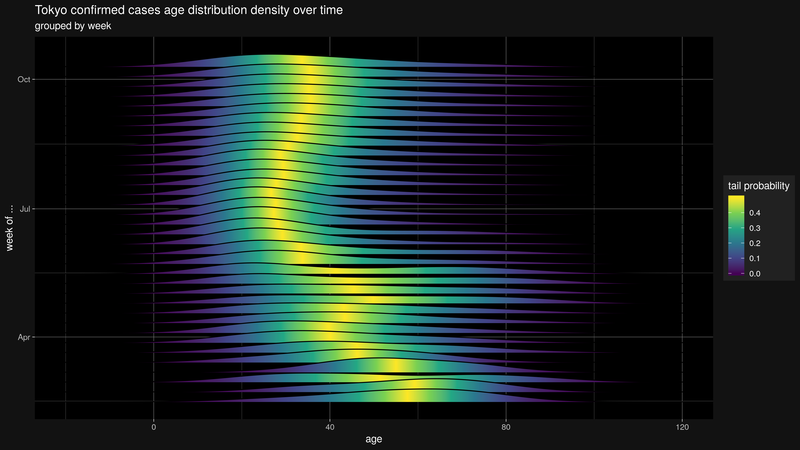 Tokyo confirmed cases age distribution density over time
grouped by week
Oct
Jul
Apr
week of ...
0
40
80
120
age
tail probability
0.4
0.3
0.2
0.1
0.0